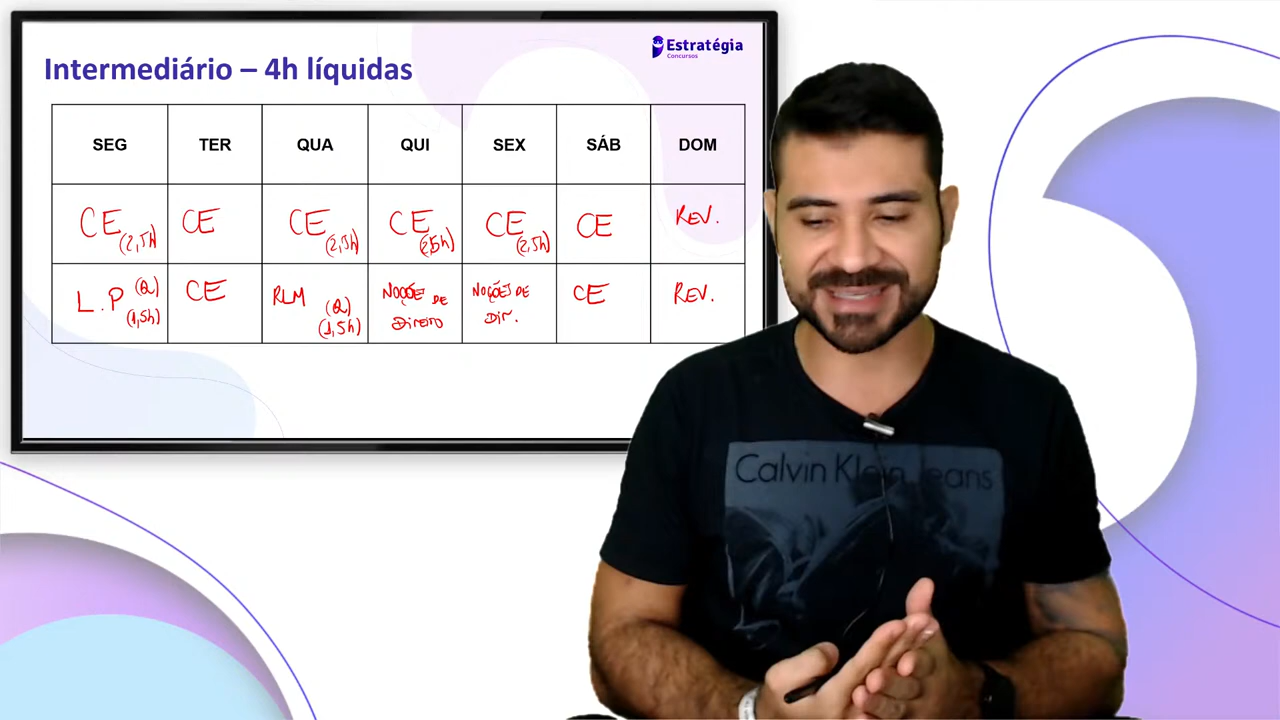 Estratégia
Concursos
Intermediário – 4h líquidas
SEG TER QUA QUI SEX SÁB DOM
CE (2,5h) CE CE (2,5h) CE (2,5h) CE (2,5h) CE REV.
L.P (Q) (1,5h) CE RLM (Q) (1,5h) NOÇÕES DE DIREITO NOÇÕES DE DIR. CE REV.
Calvin Klein Jeans